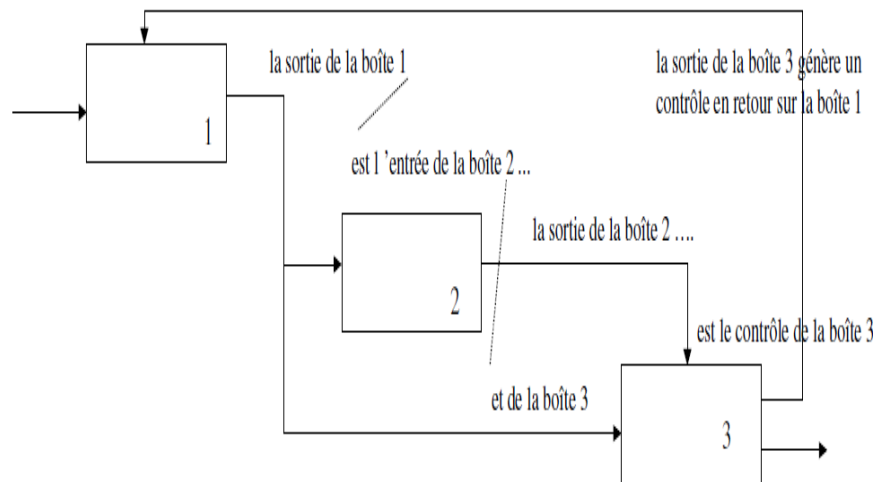 la sortie de la boîte 1
la sortie de la boîte 3 génère un
contrôle en retour sur la boîte 1
1
est l ’entrée de la boîte 2 ...
la sortie de la boîte 2 ....
2
est le contrôle de la boîte 3
et de la boîte 3
3